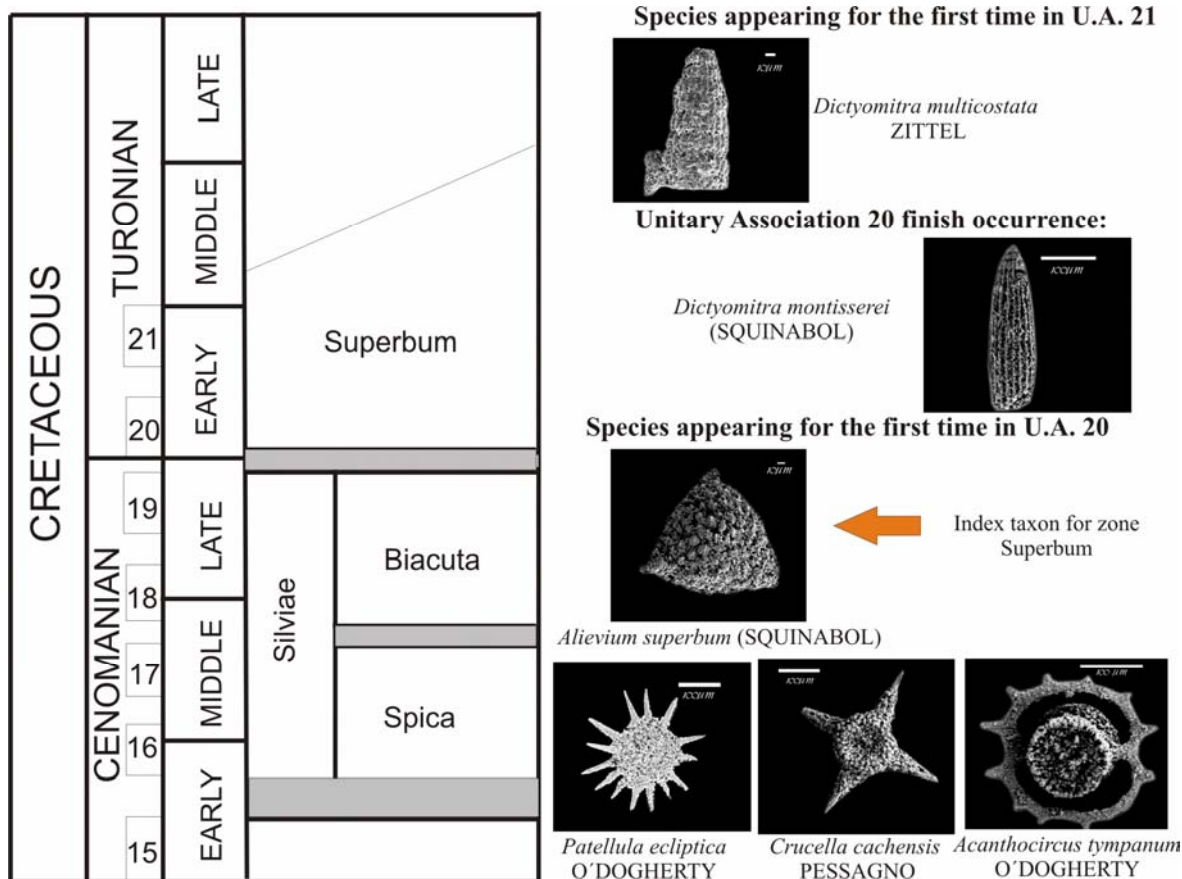 CRETACEOUS
TURONIAN
CENOMANIAN
21
20
19
18
17
16
15
LATE
MIDDLE
EARLY
LATE
MIDDLE
EARLY
Superbum
Silviae
Biacuta
Spica
Species appearing for the first time in U.A. 21
Dictyomitra multicostata
ZITTEL
Unitary Association 20 finish occurrence:
Dictyomitra montisserei
(SQUINABOL)
Species appearing for the first time in U.A. 20
Index taxon for zone
Superbum
Alievium superbum (SQUINABOL)
Patellula ecliptica
O´DOGHERTY
Crucella cachensis
PESSAGNO
Acanthocircus tympanum
O´DOGHERTY